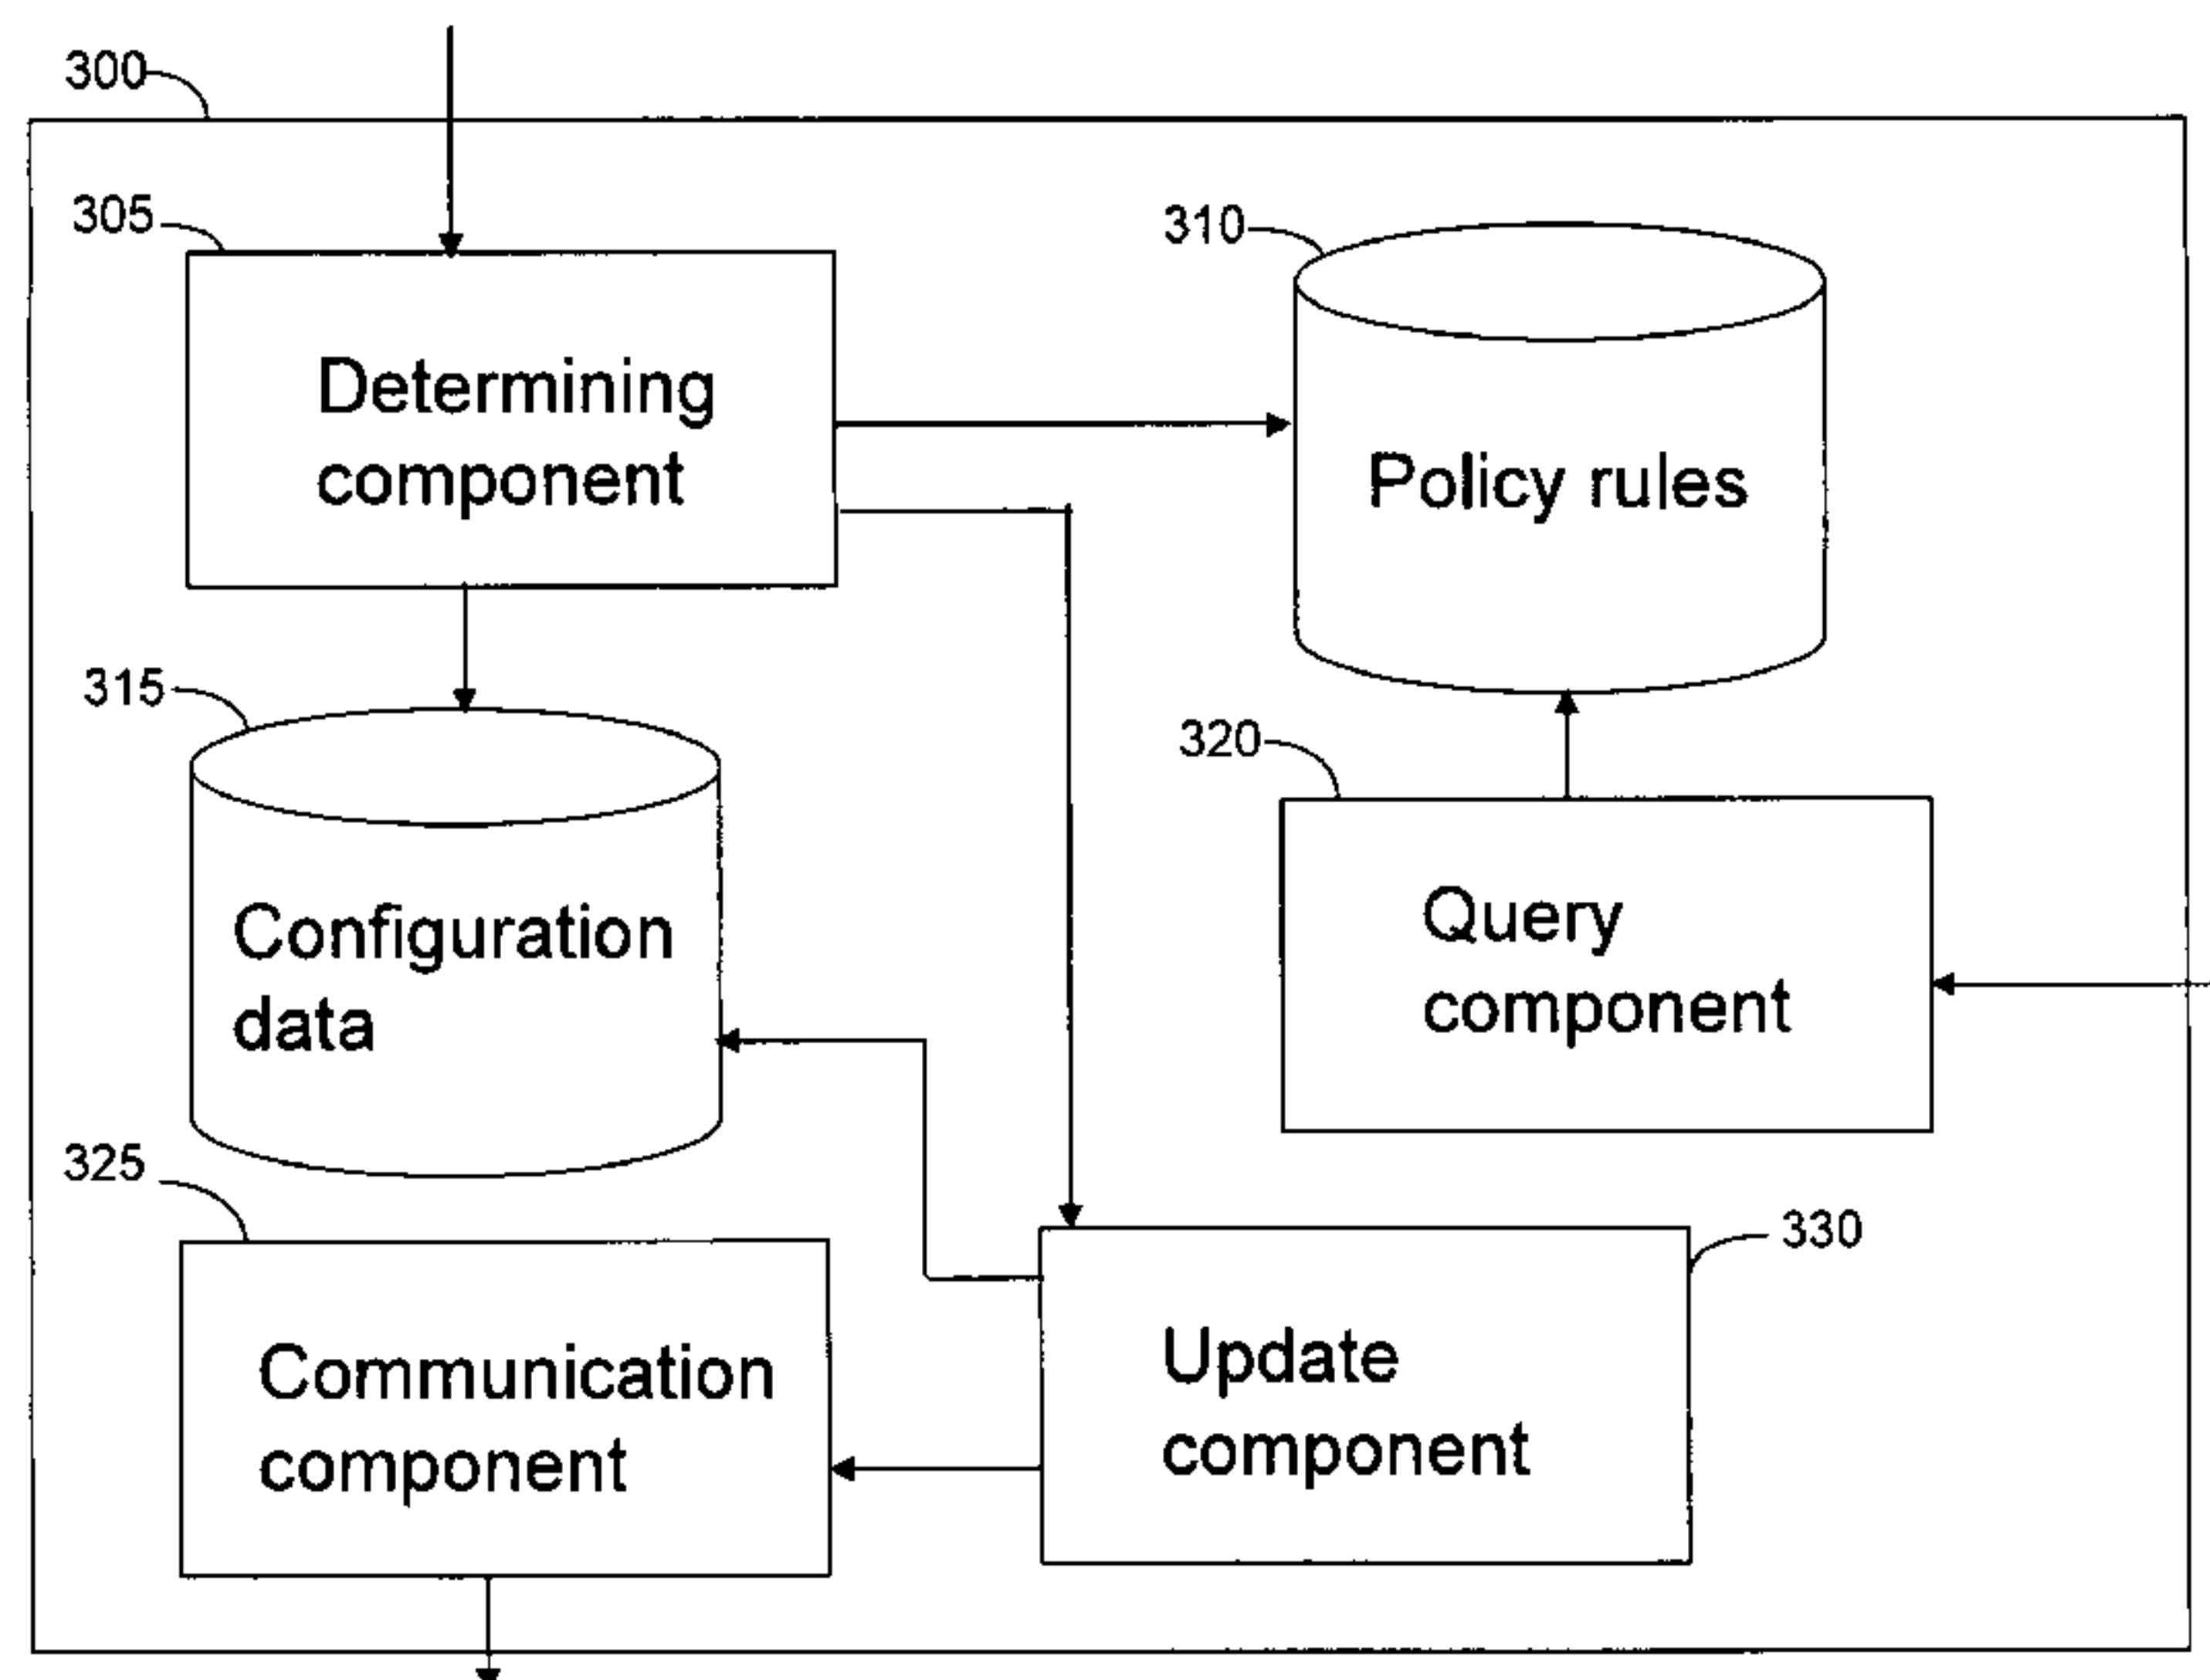 300
305
Determining
component
310
Policy rules
315
Configuration
data
320
Query
component
325
Communication
component
330
Update
component